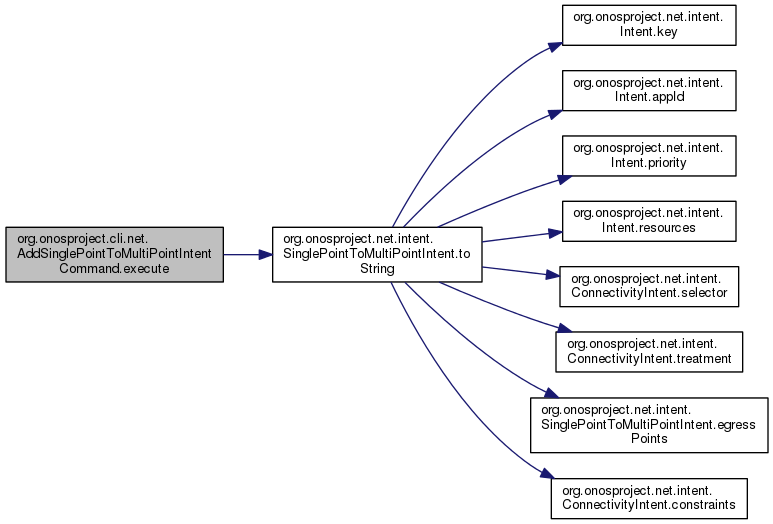 org.onosproject.cli.net.
AddSinglePointToMultiPointIntent
Command.execute
org.onosproject.net.intent.
SinglePointToMultiPointIntent.to
String
org.onosproject.net.intent.
Intent.key
org.onosproject.net.intent.
Intent.appId
org.onosproject.net.intent.
Intent.priority
org.onosproject.net.intent.
Intent.resources
org.onosproject.net.intent.
ConnectivityIntent.selector
org.onosproject.net.intent.
ConnectivityIntent.treatment
org.onosproject.net.intent.
SinglePointToMultiPointIntent.egress
Points
org.onosproject.net.intent.
ConnectivityIntent.constraints